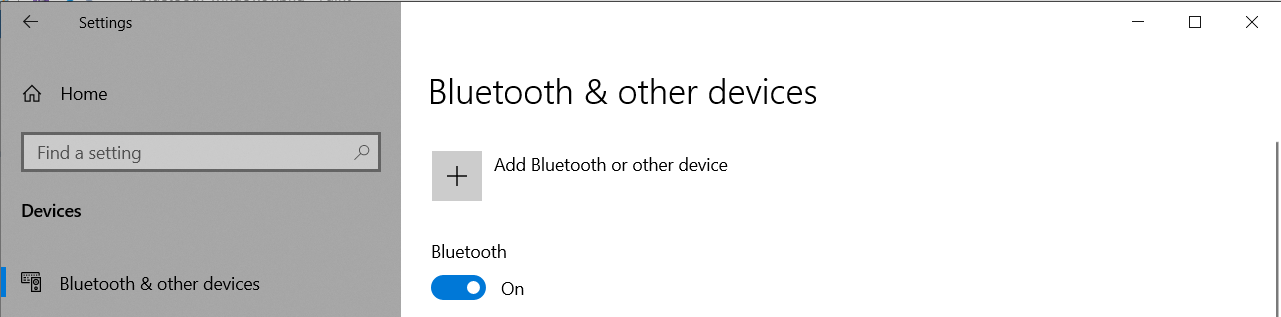 Settings
Home
Find a setting
Devices
Bluetooth & other devices
Bluetooth & other devices
Add Bluetooth or other device
Bluetooth
On